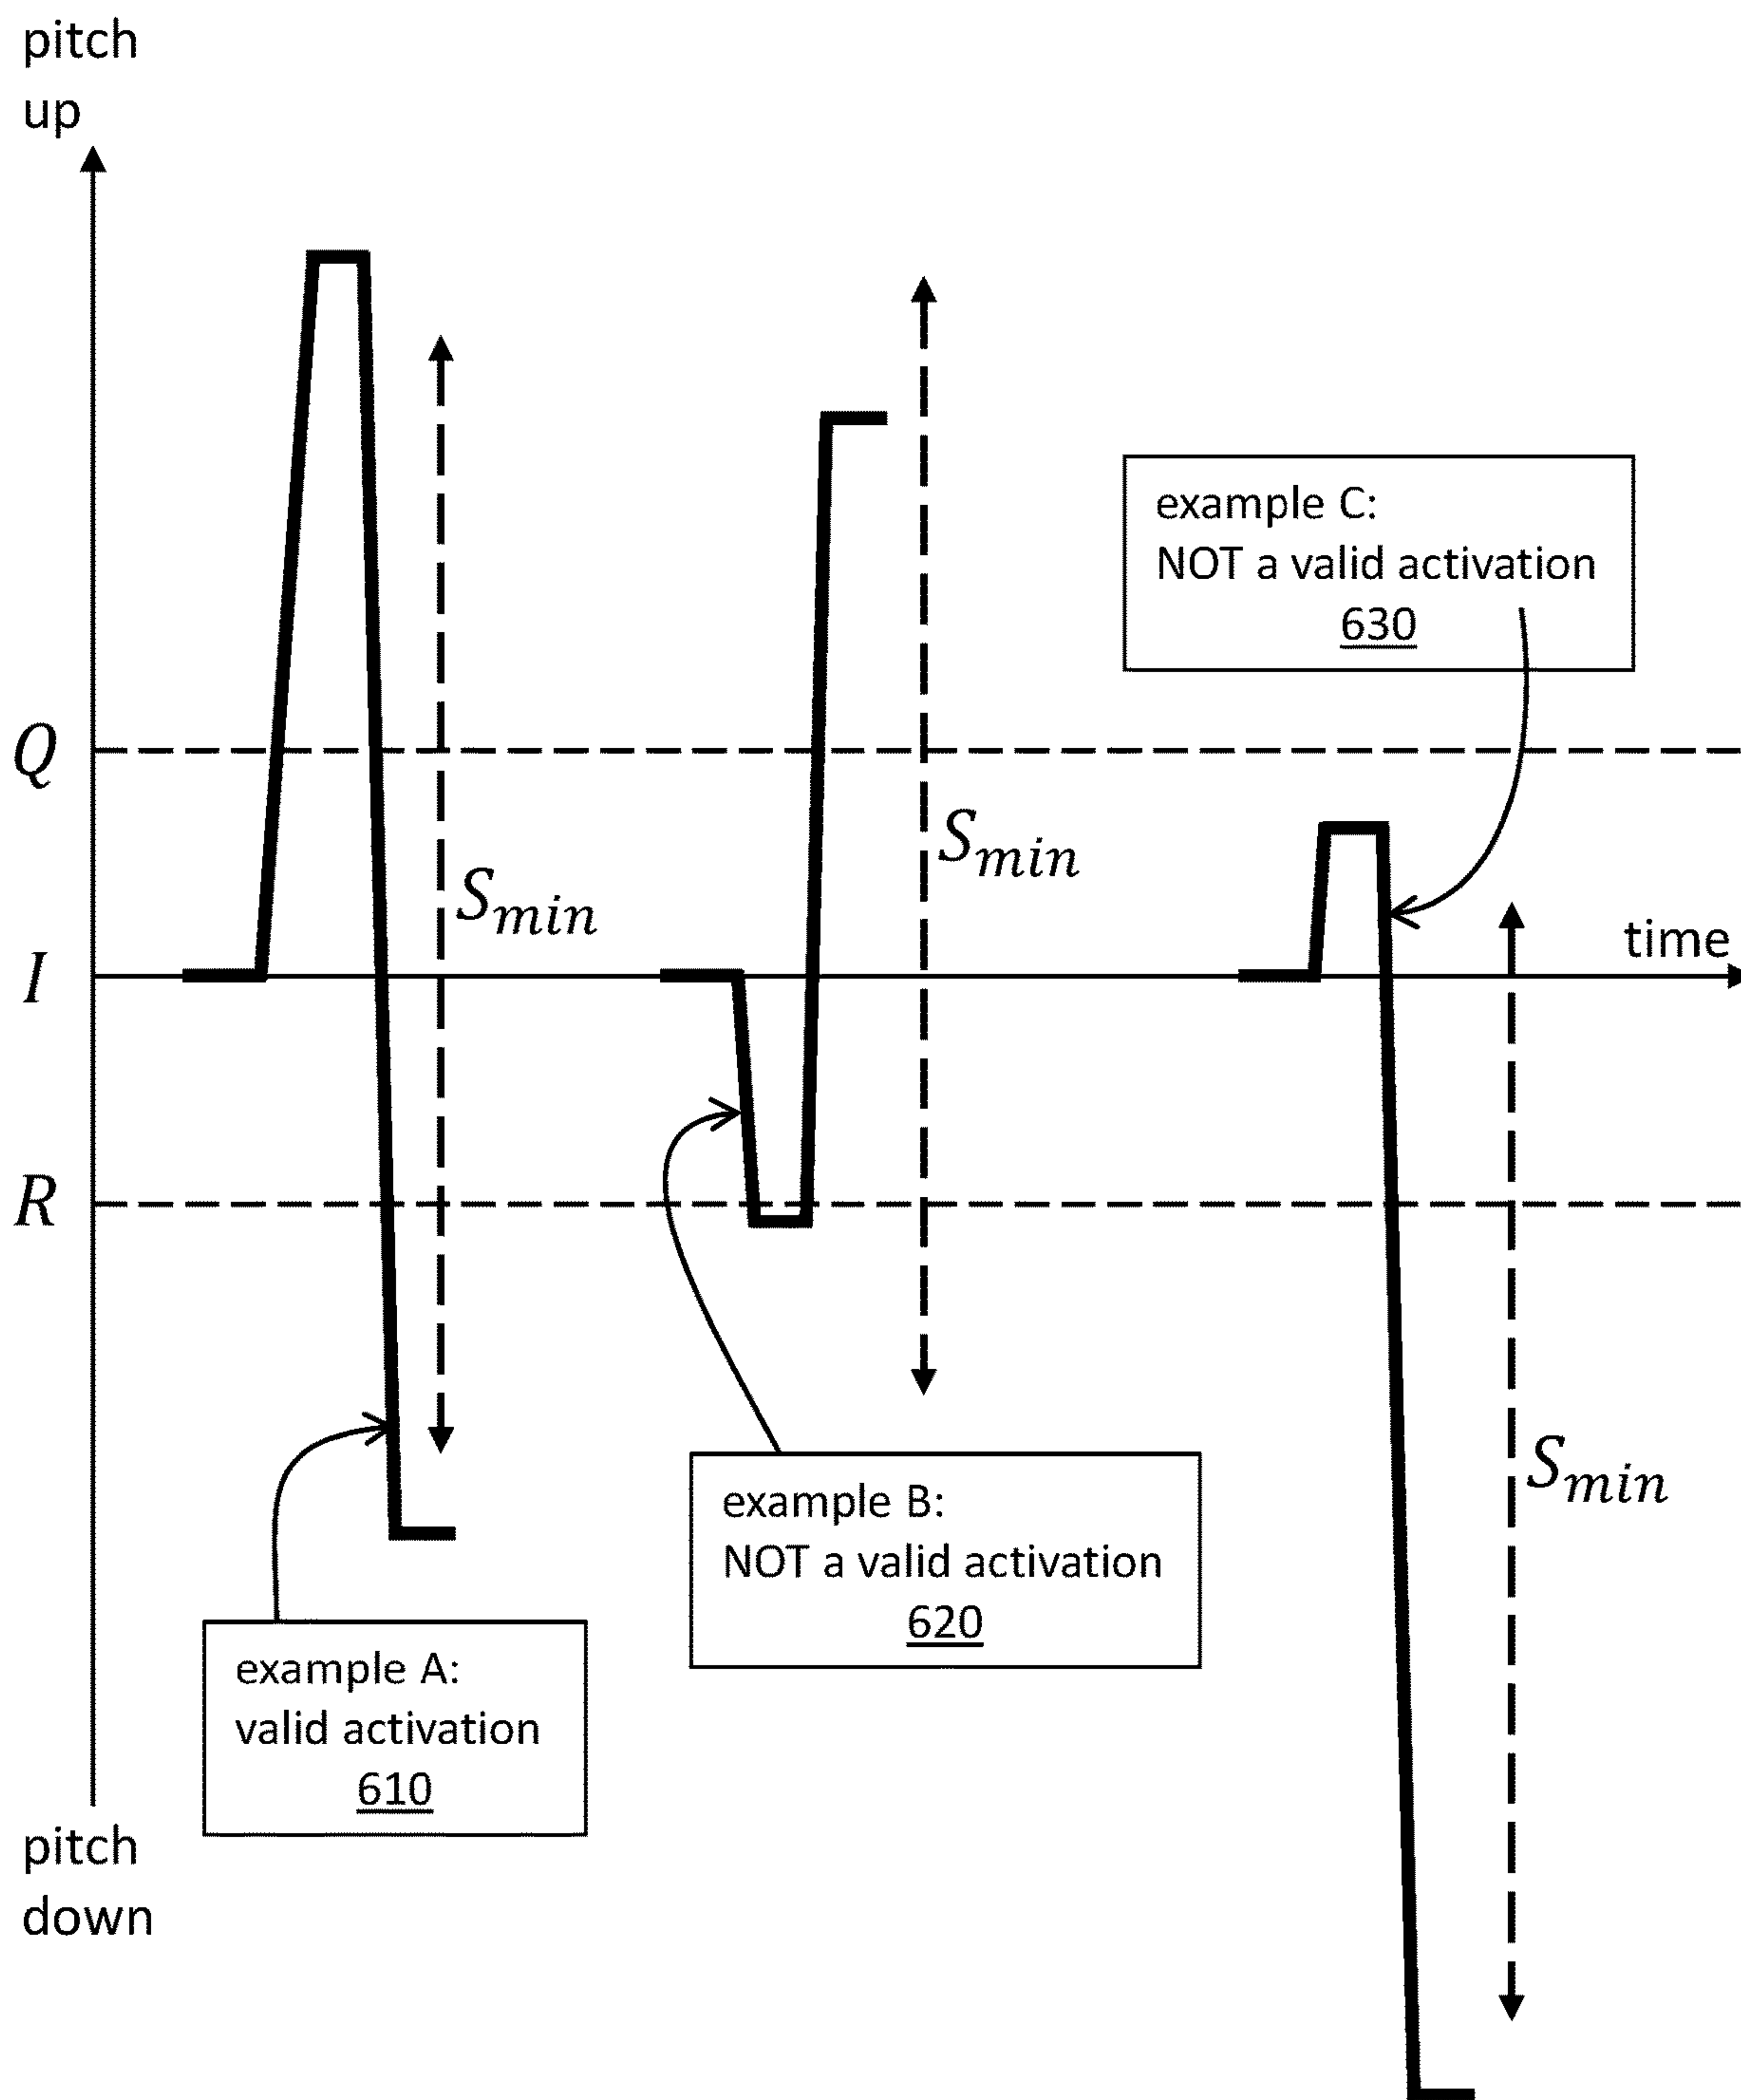 pitch
up
example C:
NOT a valid activation
630
Q
S_min
S_min
time
I
R
S_min
example B:
NOT a valid activation
620
example A:
valid activation
610
pitch
down